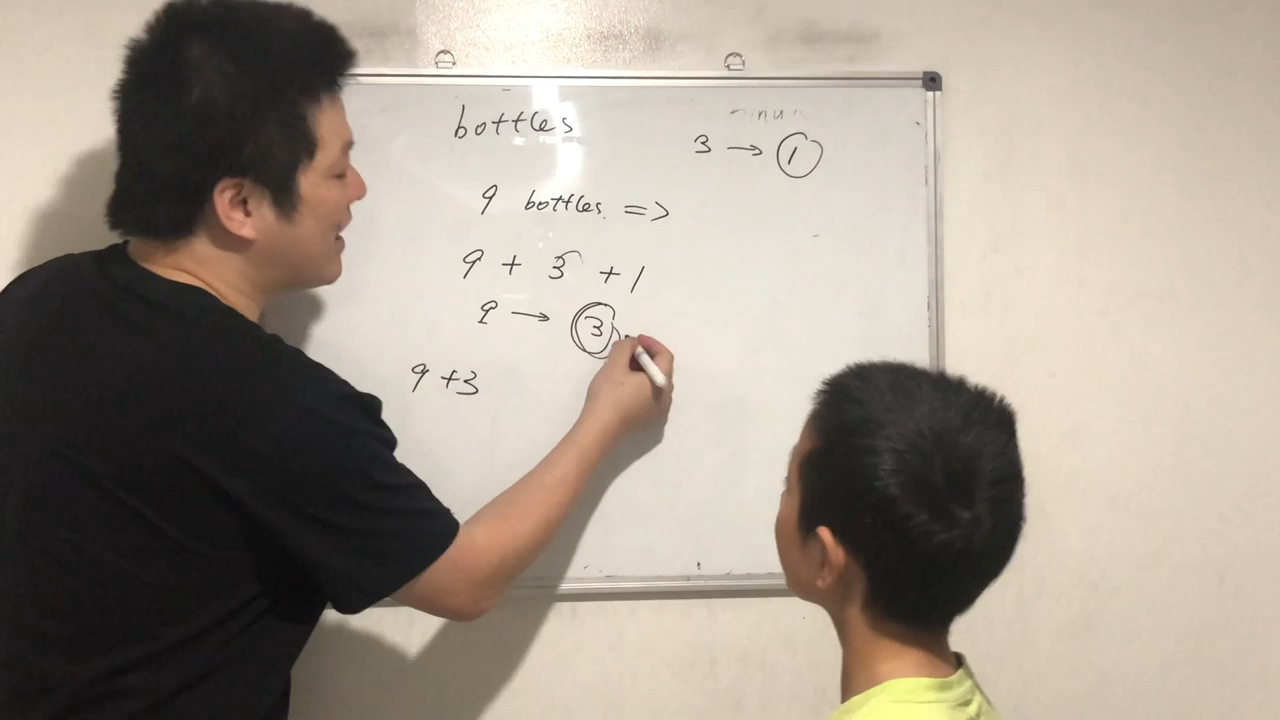 bottles
3 → ①
9 bottles. =>
9 + 3 + 1
9 → ③
9 + 3